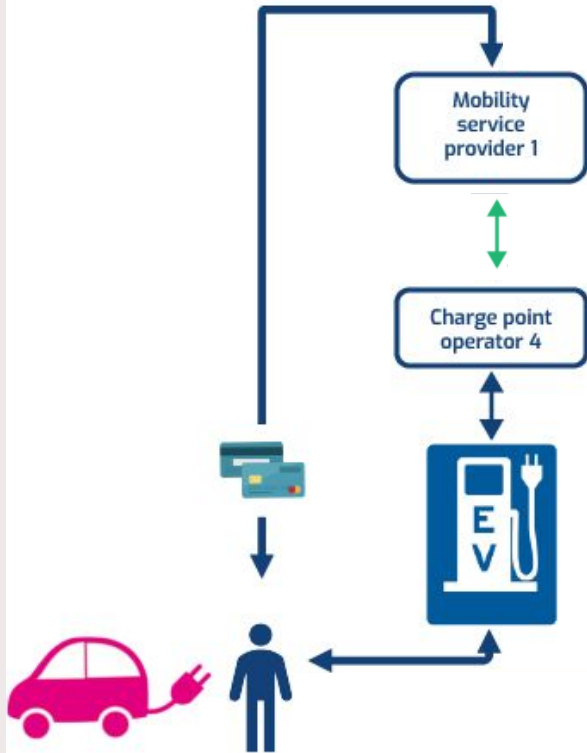 Mobility
service
provider 1
Charge point
operator 4
E
V